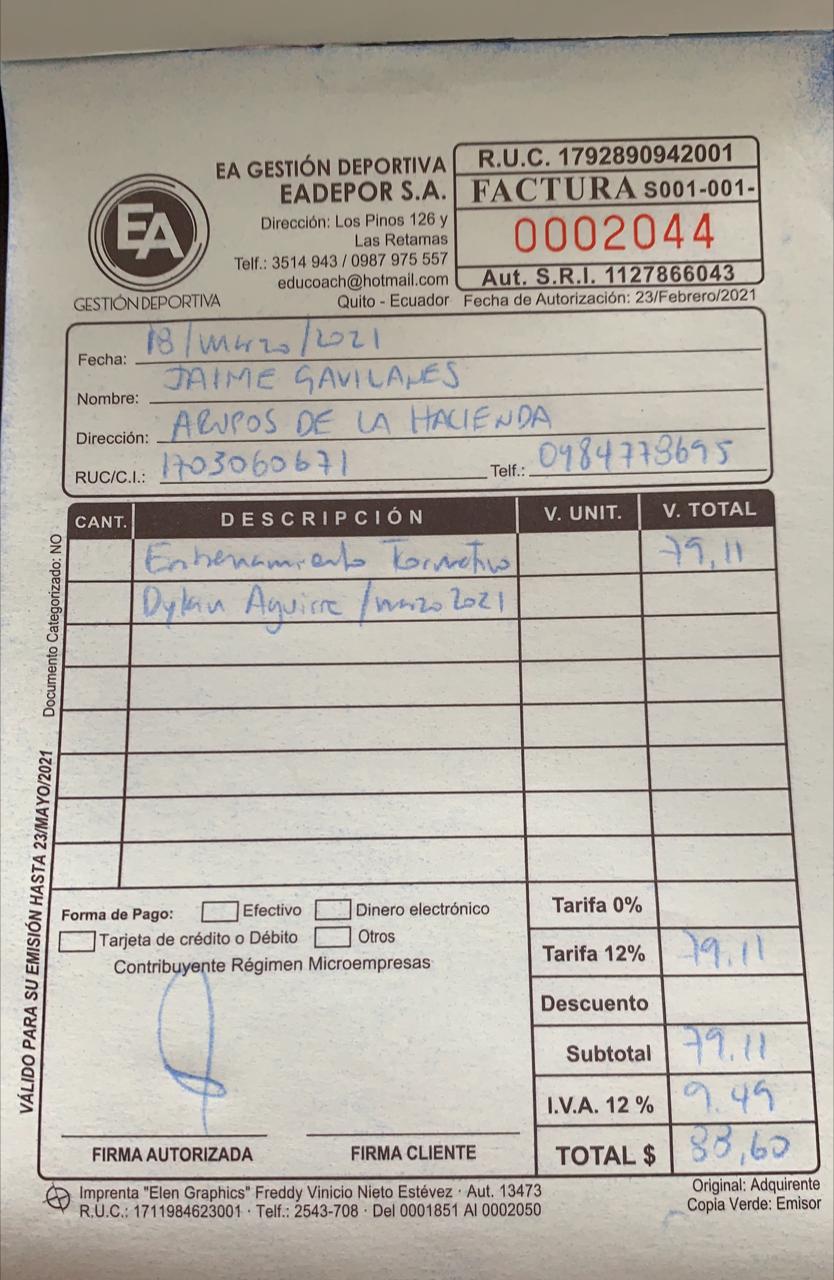 EA
GESTIÓN DEPORTIVA
EA GESTIÓN DEPORTIVA
EADEPOR S.A.
Dirección: Los Pinos 126 y
Las Retamas
Telf.: 3514 943 / 0987 975 557
educoach@hotmail.com
Quito - Ecuador
R.U.C. 1792890942001
FACTURA S001-001-
0002044
Aut. S.R.I. 1127866043
Fecha de Autorización: 23/Febrero/2021
Fecha: 18/marzo/2021
Nombre: JAIME GAVILANES
Dirección: ARUPOS DE LA HACIENDA
RUC/C.I.: 1703060671 Telf.: 0984778695
CANT. DESCRIPCIÓN V. UNIT. V. TOTAL
Entrenamiento Formativo 79,11
Dylan Aguirre / marzo 2021
Documento Categorizado: NO
VÁLIDO PARA SU EMISIÓN HASTA 23/MAYO/2021
Forma de Pago: Efectivo Dinero electrónico
Tarjeta de crédito o Débito Otros
Contribuyente Régimen Microempresas
Tarifa 0%
Tarifa 12% 79.11
Descuento
Subtotal 79.11
I.V.A. 12 % 9.49
TOTAL $ 88,60
FIRMA AUTORIZADA FIRMA CLIENTE
Imprenta "Elen Graphics" Freddy Vinicio Nieto Estévez · Aut. 13473
R.U.C.: 1711984623001 · Telf.: 2543-708 · Del 0001851 Al 0002050
Original: Adquirente
Copia Verde: Emisor